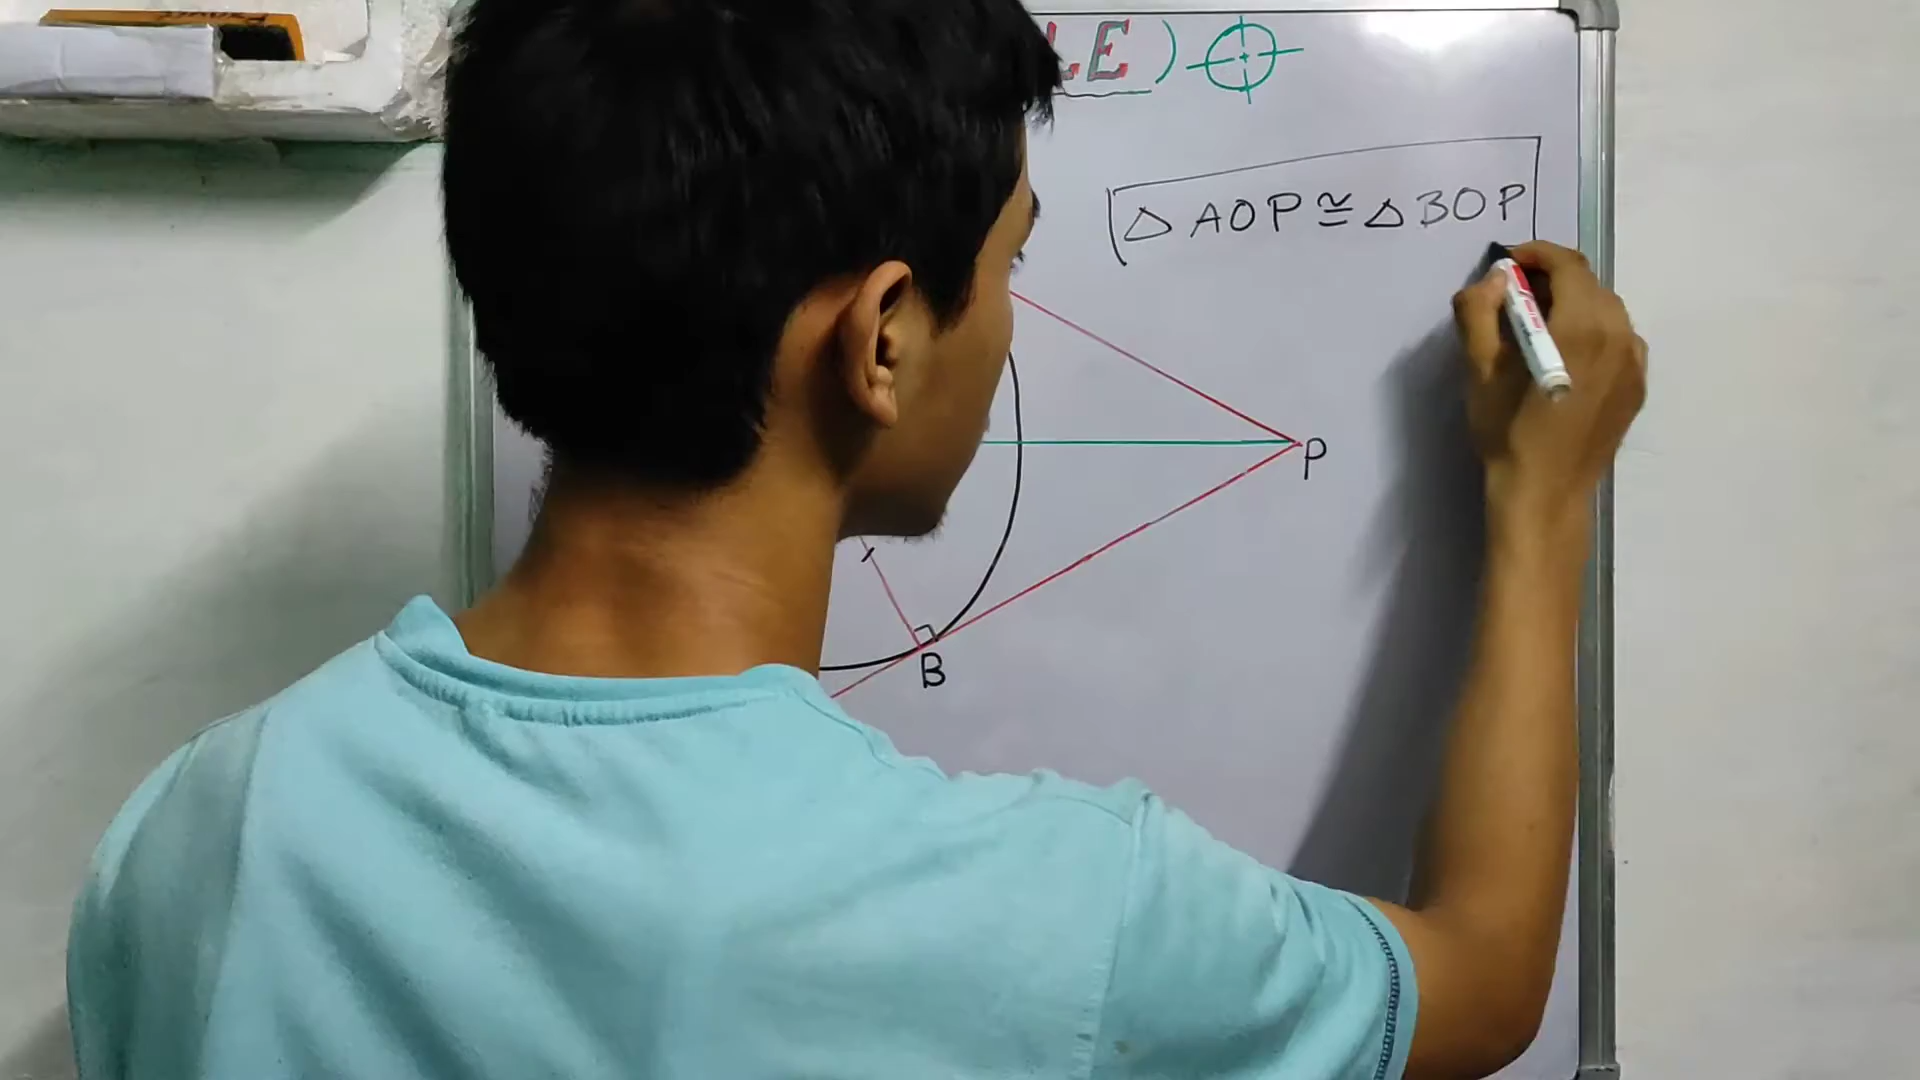 LE)
△ AOP ≅ △ BOP
P
B